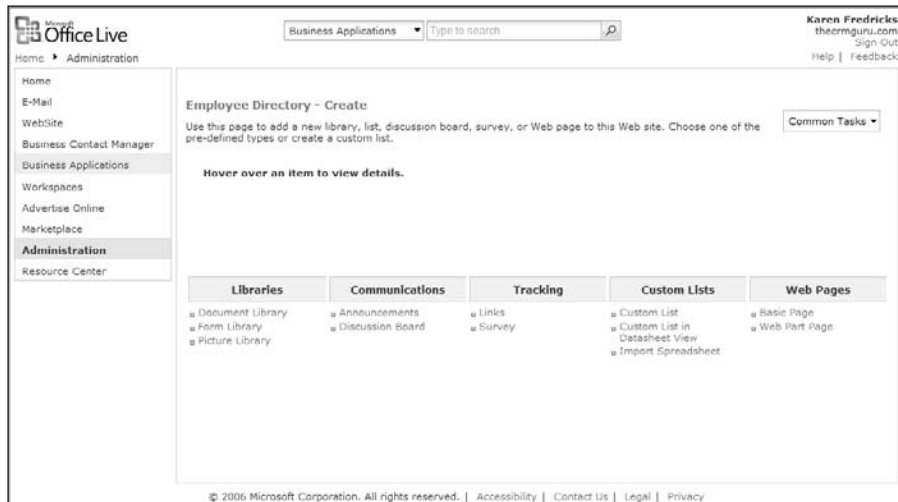 Microsoft
Office Live
Business Applications
Type to search
Karen Fredricks
thecrmguru.com
Sign Out
Home ▸ Administration
Help | Feedback
Home
E-Mail
WebSite
Business Contact Manager
Business Applications
Workspaces
Advertise Online
Marketplace
Administration
Resource Center
Employee Directory - Create
Use this page to add a new library, list, discussion board, survey, or Web page to this Web site. Choose one of the
pre-defined types or create a custom list.
Common Tasks
Hover over an item to view details.
Libraries
Document Library
Form Library
Picture Library
Communications
Announcements
Discussion Board
Tracking
Links
Survey
Custom Lists
Custom List
Custom List in
Datasheet View
Import Spreadsheet
Web Pages
Basic Page
Web Part Page
© 2006 Microsoft Corporation. All rights reserved. | Accessibility | Contact Us | Legal | Privacy